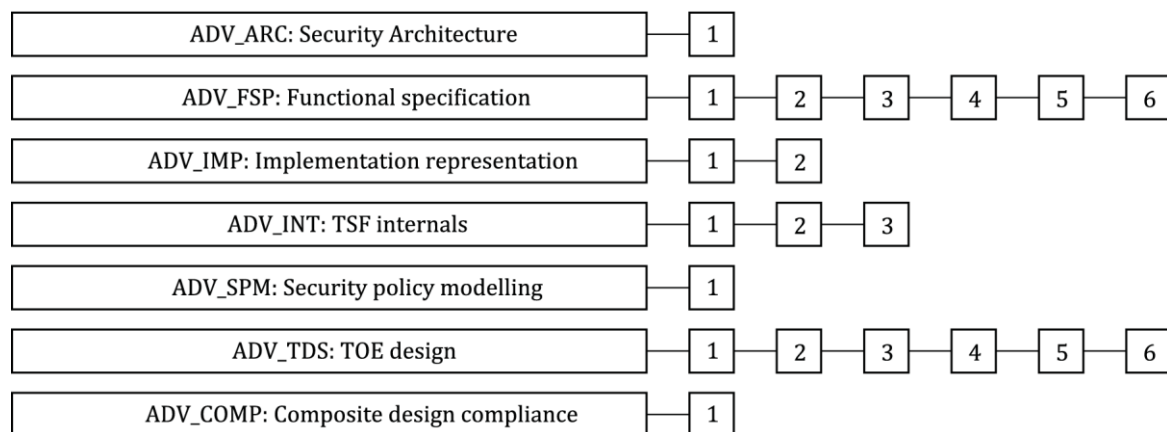 ADV_ARC: Security Architecture 1
ADV_FSP: Functional specification 1 2 3 4 5 6
ADV_IMP: Implementation representation 1 2
ADV_INT: TSF internals 1 2 3
ADV_SPM: Security policy modelling 1
ADV_TDS: TOE design 1 2 3 4 5 6
ADV_COMP: Composite design compliance 1